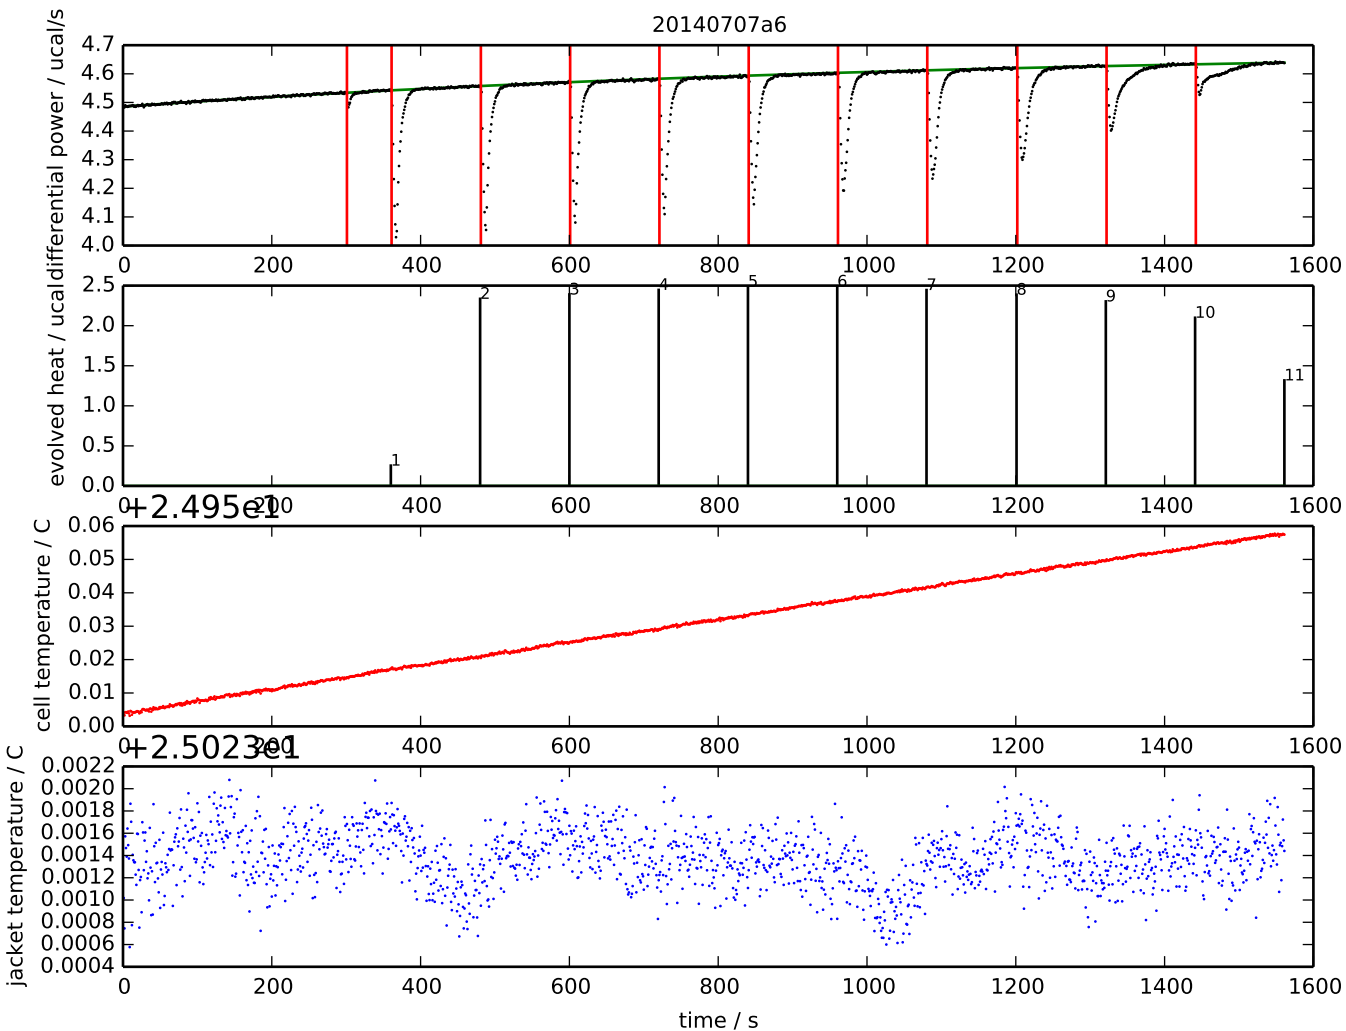 20140707a6
differential power / ucal/s
4.7
4.6
4.5
4.4
4.3
4.2
4.1
4.0
0 200 400 600 800 1000 1200 1400 1600
evolved heat / ucal
2.5
2.0
1.5
1.0
0.5
0.0
1 2 3 4 5 6 7 8 9 10 11
0 200 400 600 800 1000 1200 1400 1600
+2.495e1
cell temperature / C
0.06
0.05
0.04
0.03
0.02
0.01
0.00
0 200 400 600 800 1000 1200 1400 1600
+2.5023e1
jacket temperature / C
0.0022
0.0020
0.0018
0.0016
0.0014
0.0012
0.0010
0.0008
0.0006
0.0004
0 200 400 600 800 1000 1200 1400 1600
time / s